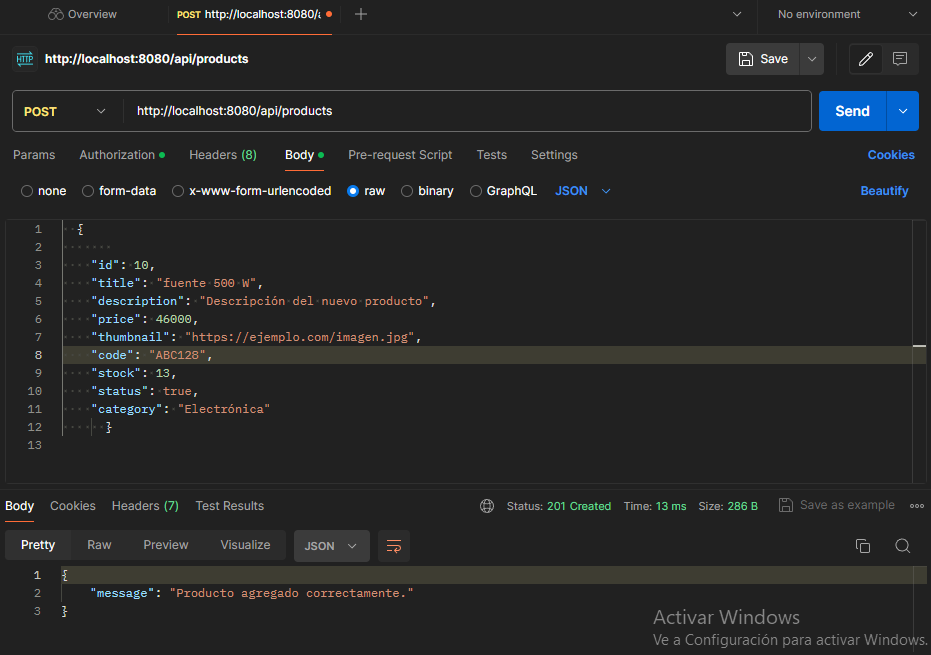 Overview
POST http://localhost:8080/a
No environment
HTTP http://localhost:8080/api/products
Save
POST http://localhost:8080/api/products Send
Params Authorization Headers (8) Body Pre-request Script Tests Settings Cookies
none form-data x-www-form-urlencoded raw binary GraphQL JSON Beautify
1 {
2
3 "id": 10,
4 "title": "fuente 500 W",
5 "description": "Descripción del nuevo producto",
6 "price": 46000,
7 "thumbnail": "https://ejemplo.com/imagen.jpg",
8 "code": "ABC128",
9 "stock": 13,
10 "status": true,
11 "category": "Electrónica"
12 }
13
Body Cookies Headers (7) Test Results Status: 201 Created Time: 13 ms Size: 286 B Save as example
Pretty Raw Preview Visualize JSON
1 {
2 "message": "Producto agregado correctamente."
3 }
Activar Windows
Ve a Configuración para activar Windows.